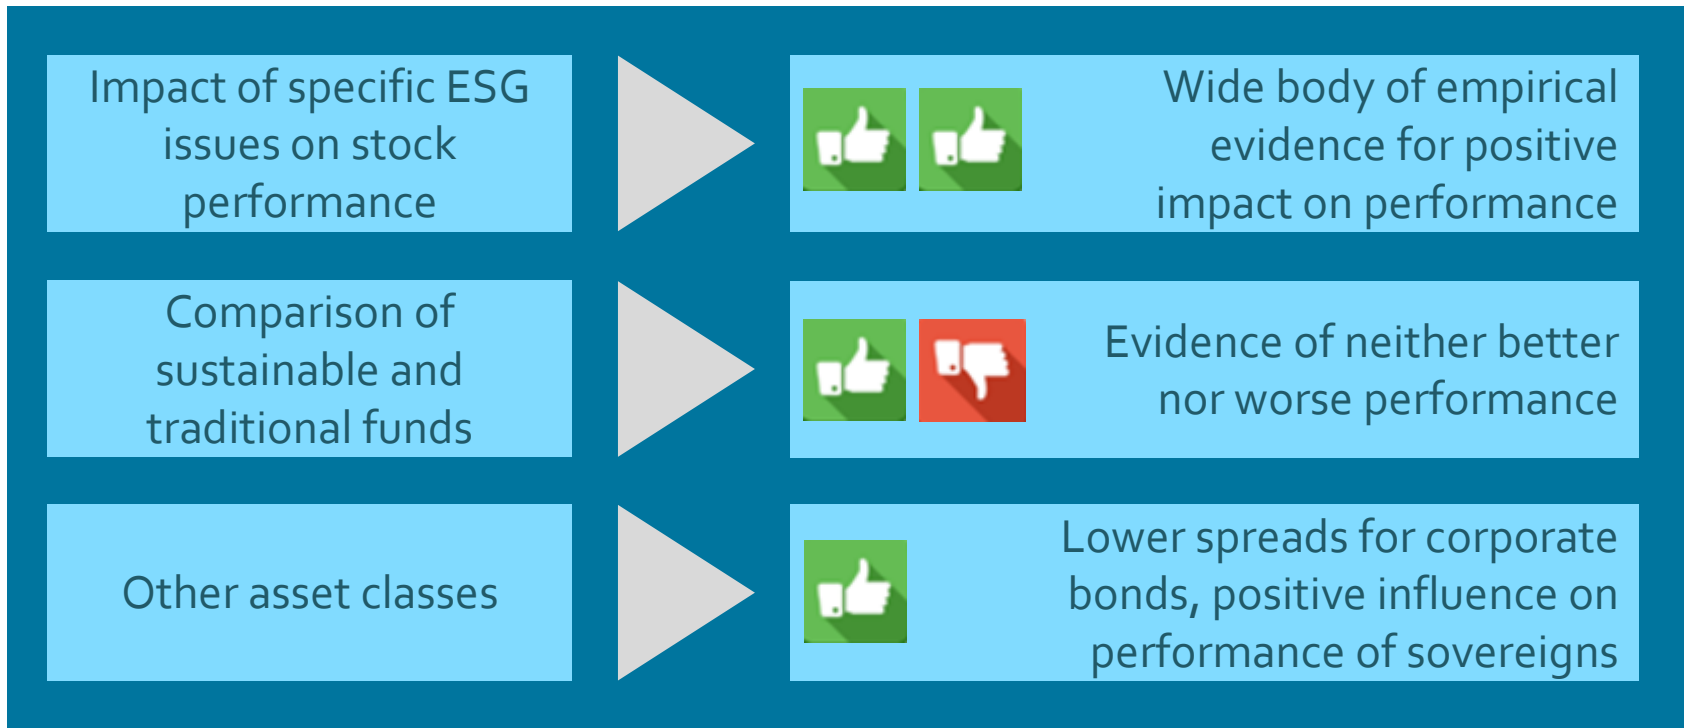 Impact of specific ESG
issues on stock
performance
Wide body of empirical
evidence for positive
impact on performance
Comparison of
sustainable and
traditional funds
Evidence of neither better
nor worse performance
Other asset classes
Lower spreads for corporate
bonds, positive influence on
performance of sovereigns